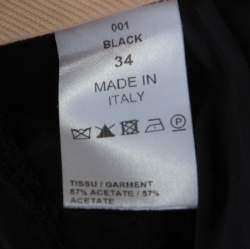 001
BLACK
34
MADE IN
ITALY
P
TISSU / GARMENT
57% ACETATE / 57%
ACETATE